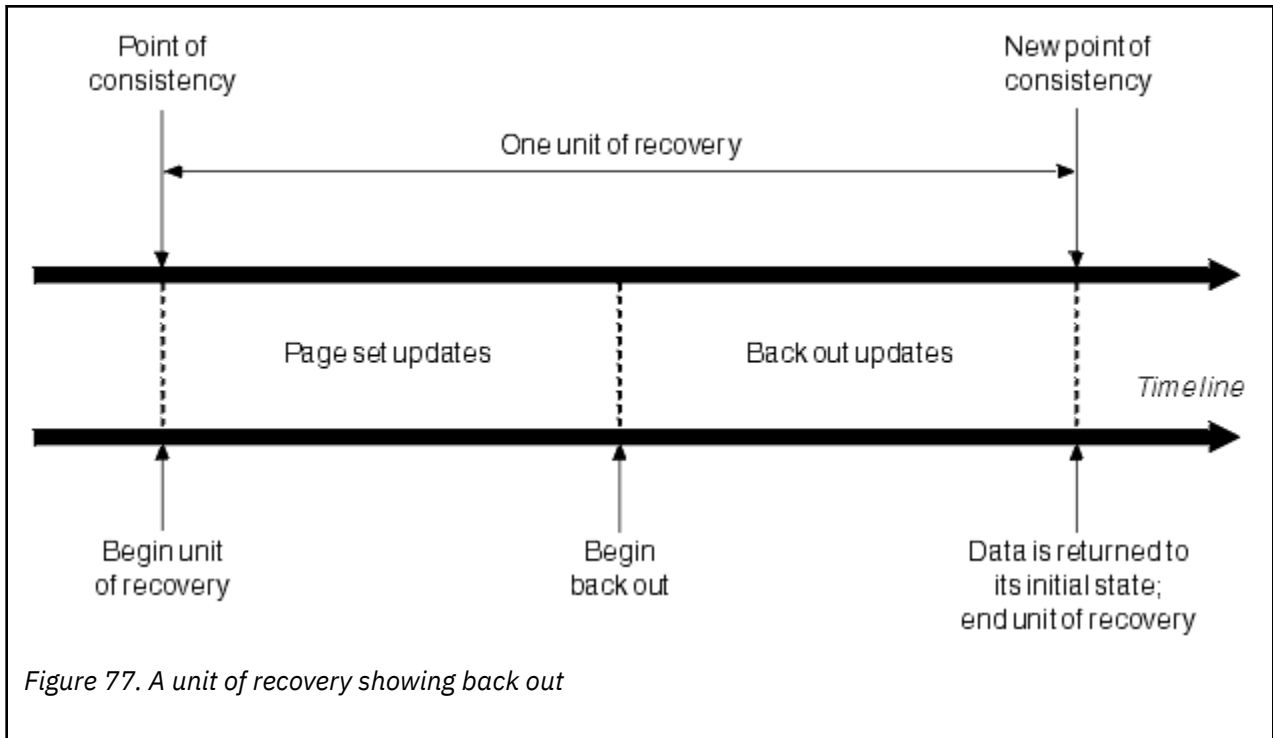 Point of
consistency
New point of
consistency
One unit of recovery
Page set updates
Back out updates
Timeline
Begin unit
of recovery
Begin
back out
Data is returned to
its initial state;
end unit of recovery
Figure 77. A unit of recovery showing back out